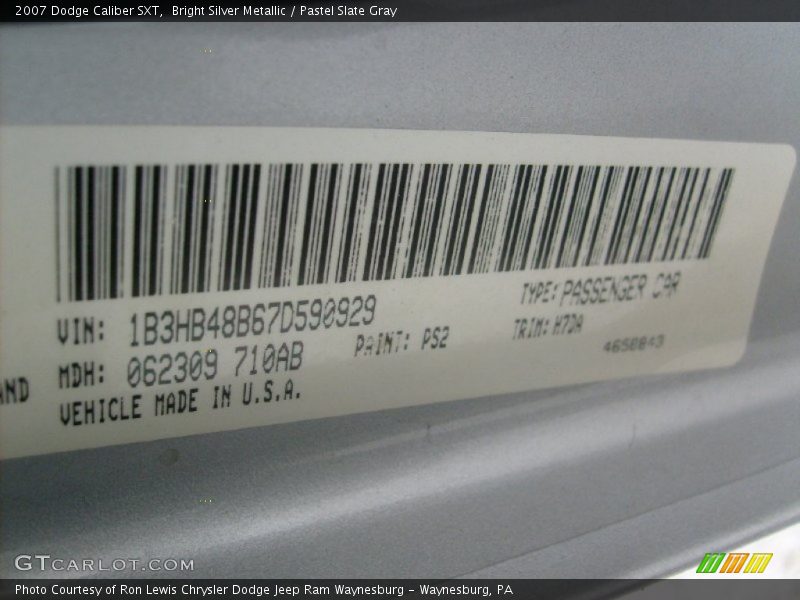 2007 Dodge Caliber SXT,  Bright Silver Metallic / Pastel Slate Gray
VIN: 1B3HB48B67D590929
TYPE: PASSENGER CAR
MDH: 062309 710AB
PAINT: PS2
TRIM: H7DA
4650843
AND
VEHICLE MADE IN U.S.A.
GTCARLOT.COM
Photo Courtesy of Ron Lewis Chrysler Dodge Jeep Ram Waynesburg – Waynesburg, PA